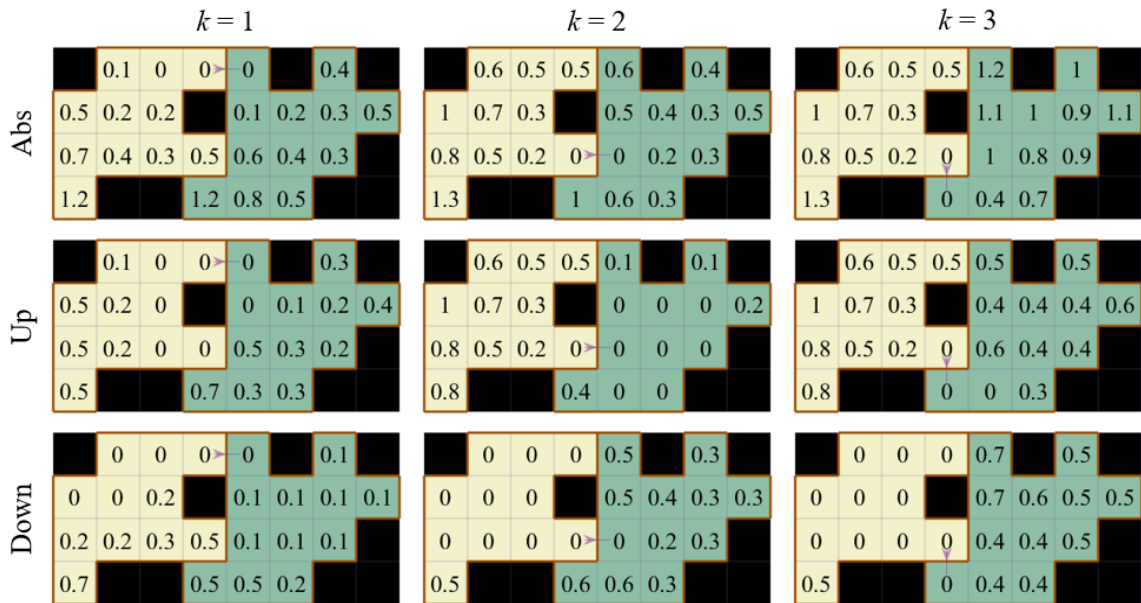 k = 1 k = 2 k = 3
Abs
0.1 0 0 0 0.4 0.6 0.5 0.5 0.6 0.4 0.6 0.5 0.5 1.2 1
0.5 0.2 0.2 0.1 0.2 0.3 0.5 1 0.7 0.3 0.5 0.4 0.3 0.5 1 0.7 0.3 1.1 1 0.9 1.1
0.7 0.4 0.3 0.5 0.6 0.4 0.3 0.8 0.5 0.2 0 0 0.2 0.3 0.8 0.5 0.2 0 1 0.8 0.9
1.2 1.2 0.8 0.5 1.3 1 0.6 0.3 1.3 0 0.4 0.7
Up
0.1 0 0 0 0.3 0.6 0.5 0.5 0.1 0.1 0.6 0.5 0.5 0.5 0.5
0.5 0.2 0 0 0.1 0.2 0.4 1 0.7 0.3 0 0 0 0.2 1 0.7 0.3 0.4 0.4 0.4 0.6
0.5 0.2 0 0 0.5 0.3 0.2 0.8 0.5 0.2 0 0 0 0 0.8 0.5 0.2 0 0.6 0.4 0.4
0.5 0.7 0.3 0.3 0.8 0.4 0 0 0.8 0 0 0.3
Down
0 0 0 0 0.1 0 0 0 0.5 0.3 0 0 0 0.7 0.5
0 0 0.2 0.1 0.1 0.1 0.1 0 0 0 0.5 0.4 0.3 0.3 0 0 0 0.7 0.6 0.5 0.5
0.2 0.2 0.3 0.5 0.1 0.1 0.1 0 0 0 0 0 0.2 0.3 0 0 0 0 0.4 0.4 0.5
0.7 0.5 0.5 0.2 0.5 0.6 0.6 0.3 0.5 0 0.4 0.4